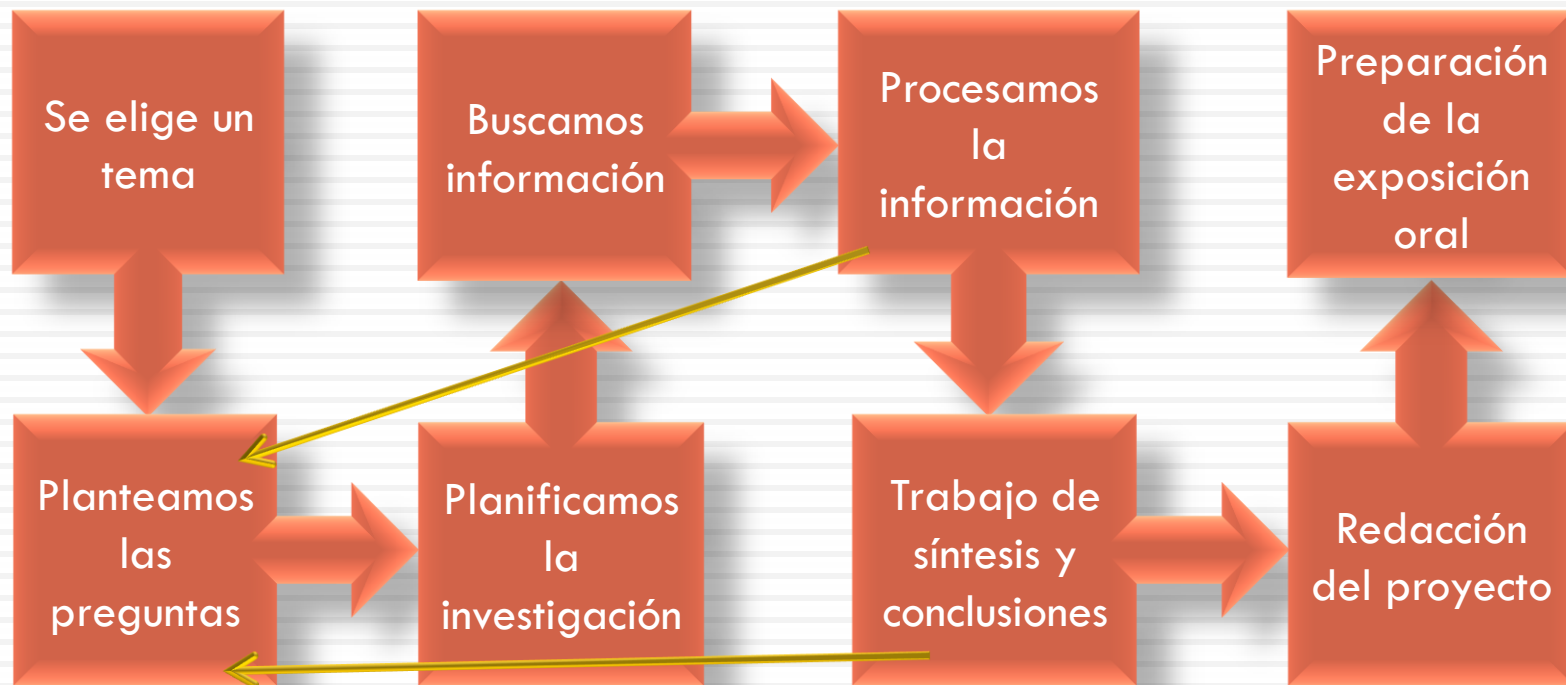 Se elige un
tema
Planteamos
las
preguntas
Planificamos
la
investigación
Buscamos
información
Procesamos
la
información
Trabajo de
síntesis y
conclusiones
Redacción
del proyecto
Preparación
de la
exposición
oral